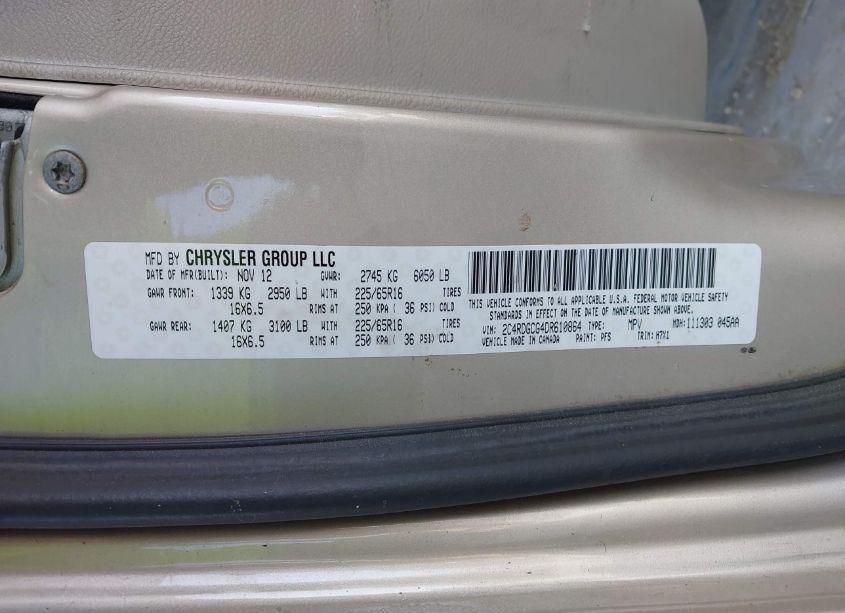 MFD BY CHRYSLER GROUP LLC
DATE OF MFR(BUILT): NOV 12 GVWR: 2745 KG 6050 LB
GAWR FRONT: 1339 KG 2950 LB WITH 225/65R16 TIRES
16X6.5 RIMS AT 250 KPA ( 36 PSI) COLD
GAWR REAR: 1407 KG 3100 LB WITH 225/65R16 TIRES
16X6.5 RIMS AT 250 KPA ( 36 PSI) COLD
THIS VEHICLE CONFORMS TO ALL APPLICABLE U.S.A. FEDERAL MOTOR VEHICLE SAFETY
STANDARDS IN EFFECT ON THE DATE OF MANUFACTURE SHOWN ABOVE.
VIN: 2C4RDGCG4DR610864 TYPE: MPV MDH: 111303 045AA
VEHICLE MADE IN CANADA PAINT: PFS TRIM: H7X1